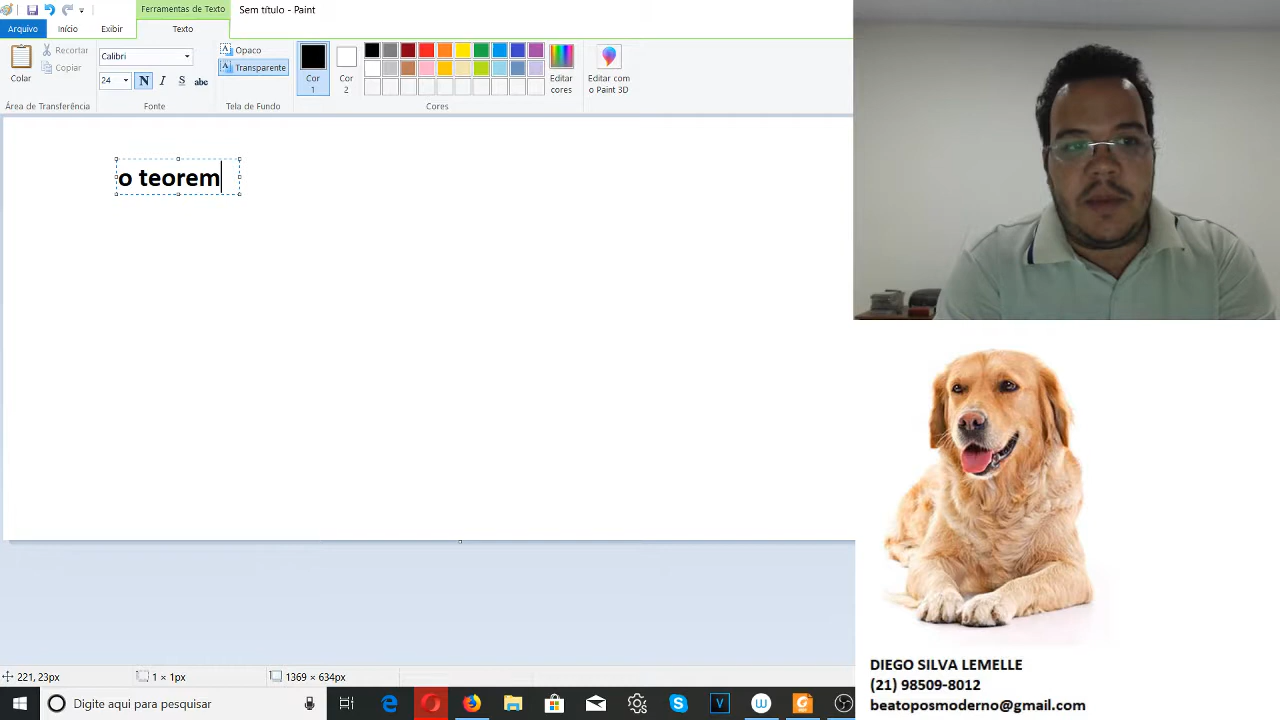 Ferramentas de Texto
Sem título - Paint
Arquivo
Início
Exibir
Texto
Colar
Recortar
Copiar
Área de Transferência
Calibri
24
N
I
S
abc
Fonte
Opaco
Transparente
Tela de Fundo
Cor
1
Cor
2
Editar
cores
Editar com
o Paint 3D
Cores
o teorem
221, 23px
1 × 1px
1369 × 634px
Digite aqui para pesquisar
DIEGO SILVA LEMELLE
(21) 98509-8012
beatoposmoderno@gmail.com